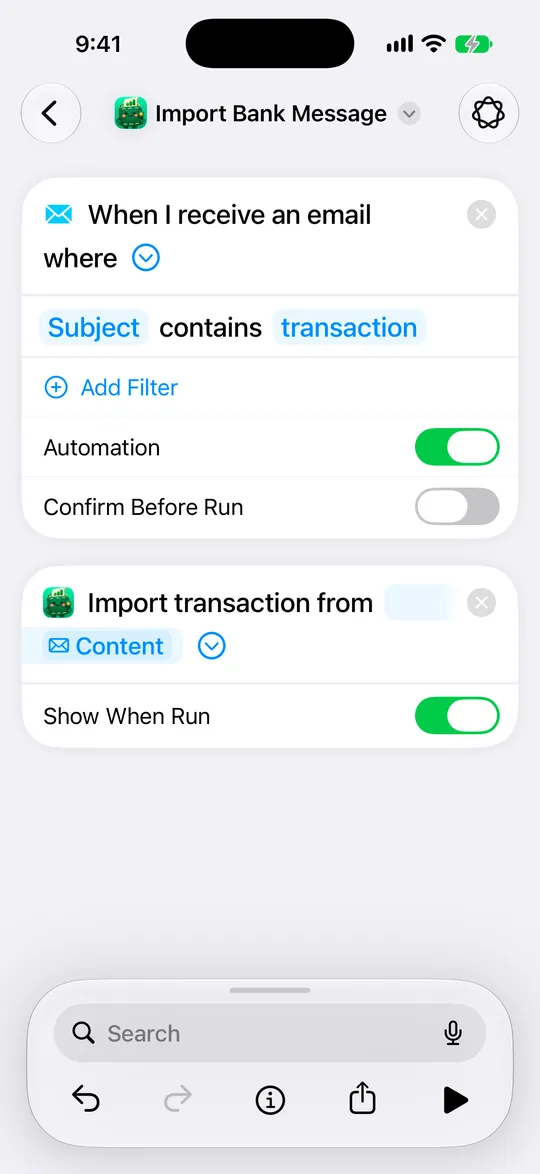 9:41
Import Bank Message
When I receive an email
where
Subject contains transaction
Add Filter
Automation
Confirm Before Run
Import transaction from
Content
Show When Run
Search